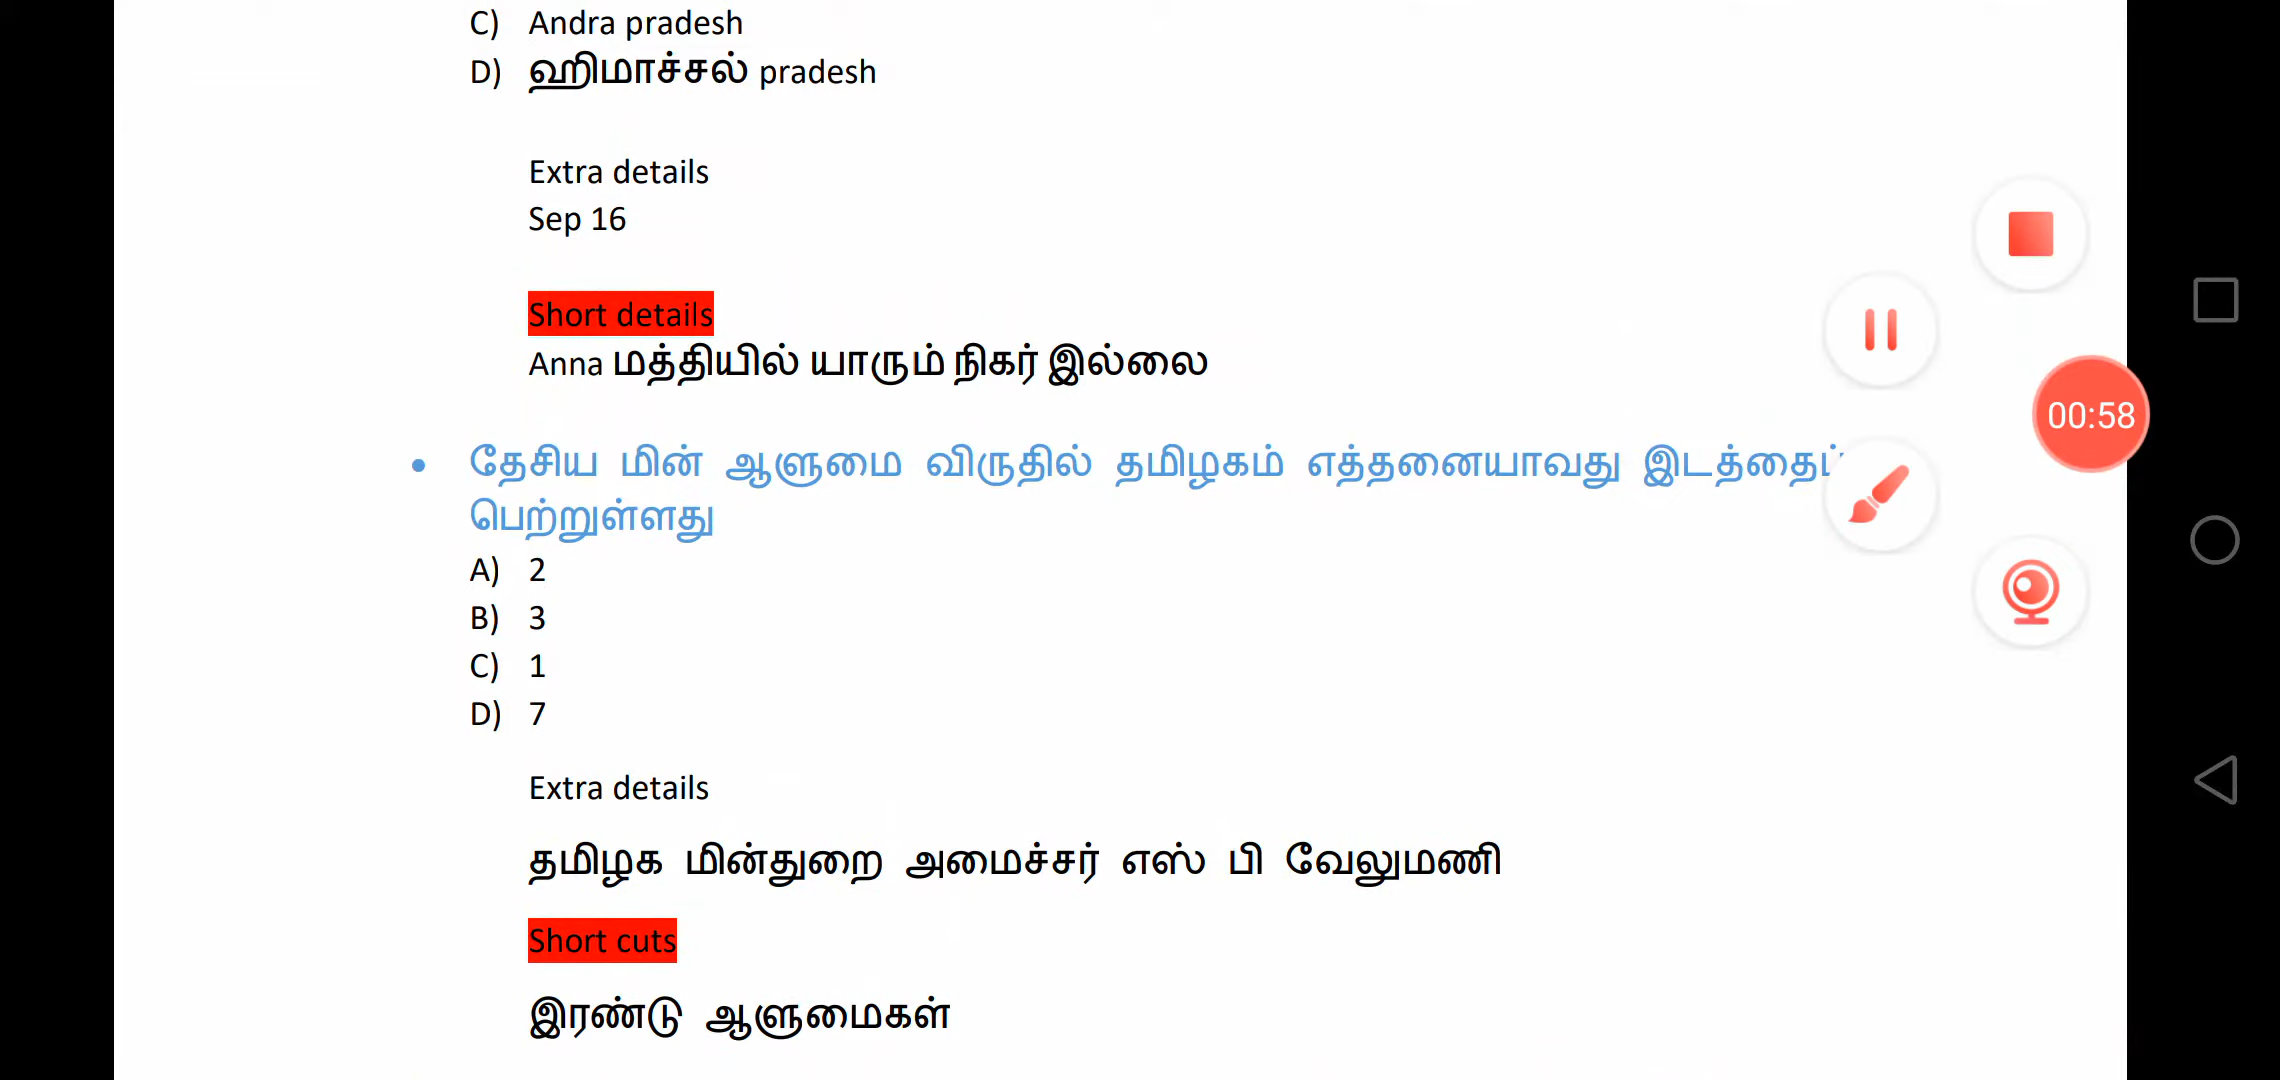 C) Andra pradesh
D) ஹிமாச்சல் pradesh
Extra details
Sep 16
Short details
Anna மத்தியில் யாரும் நிகர் இல்லை
• தேசிய மின் ஆளுமை விருதில் தமிழகம் எத்தனையாவது இடத்தைப்
பெற்றுள்ளது
A) 2
B) 3
C) 1
D) 7
Extra details
தமிழக மின்துறை அமைச்சர் எஸ் பி வேலுமணி
Short cuts
இரண்டு ஆளுமைகள்
00:58